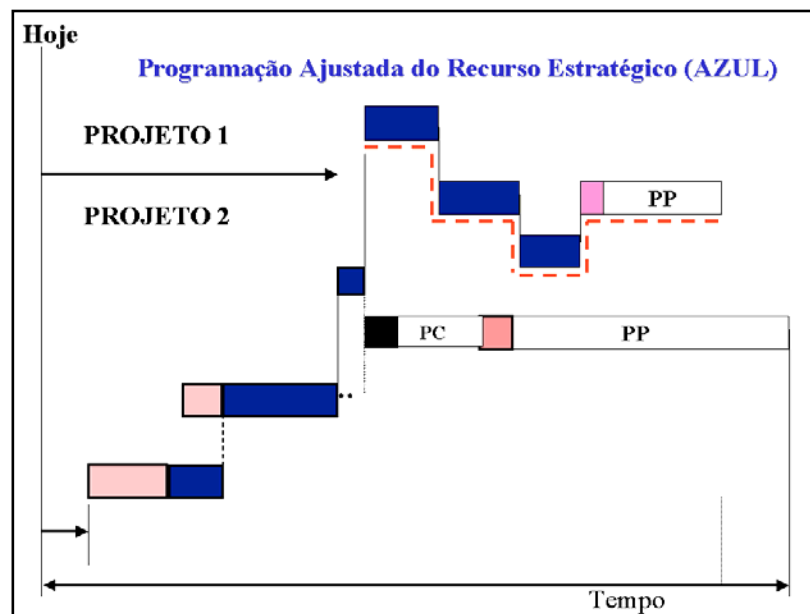 Hoje
Programação Ajustada do Recurso Estratégico (AZUL)
PROJETO 1
PP
PROJETO 2
PC
PP
Tempo